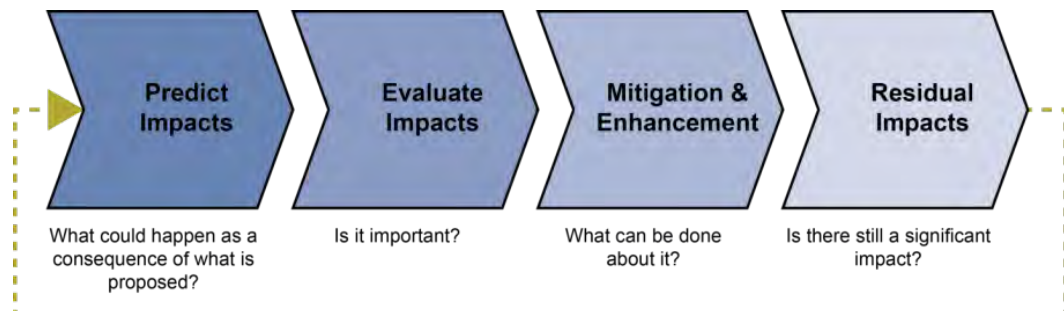 Predict
Impacts
Evaluate
Impacts
Mitigation &
Enhancement
Residual
Impacts
What could happen as a
consequence of what is
proposed?
Is it important?
What can be done
about it?
Is there still a significant
impact?